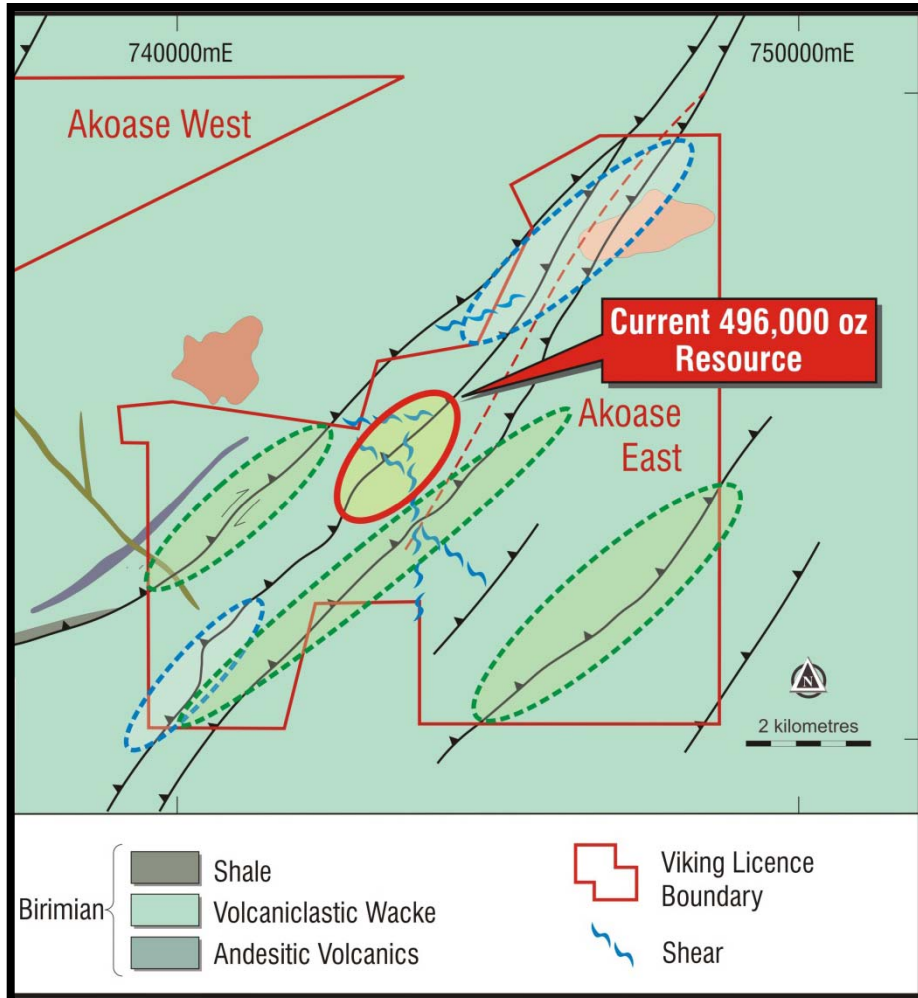 740000mE
750000mE
Akoase West
Current 496,000 oz
Resource
Akoase
East
N
2 kilometres
Birimian
Shale
Volcaniclastic Wacke
Andesitic Volcanics
Viking Licence
Boundary
Shear